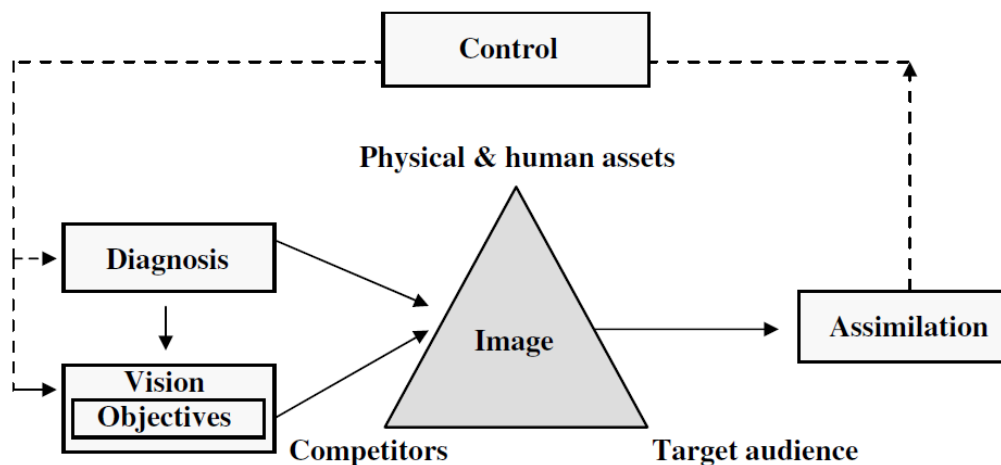 Control
Physical & human assets
Diagnosis
Image
Assimilation
Vision
Objectives
Competitors
Target audience